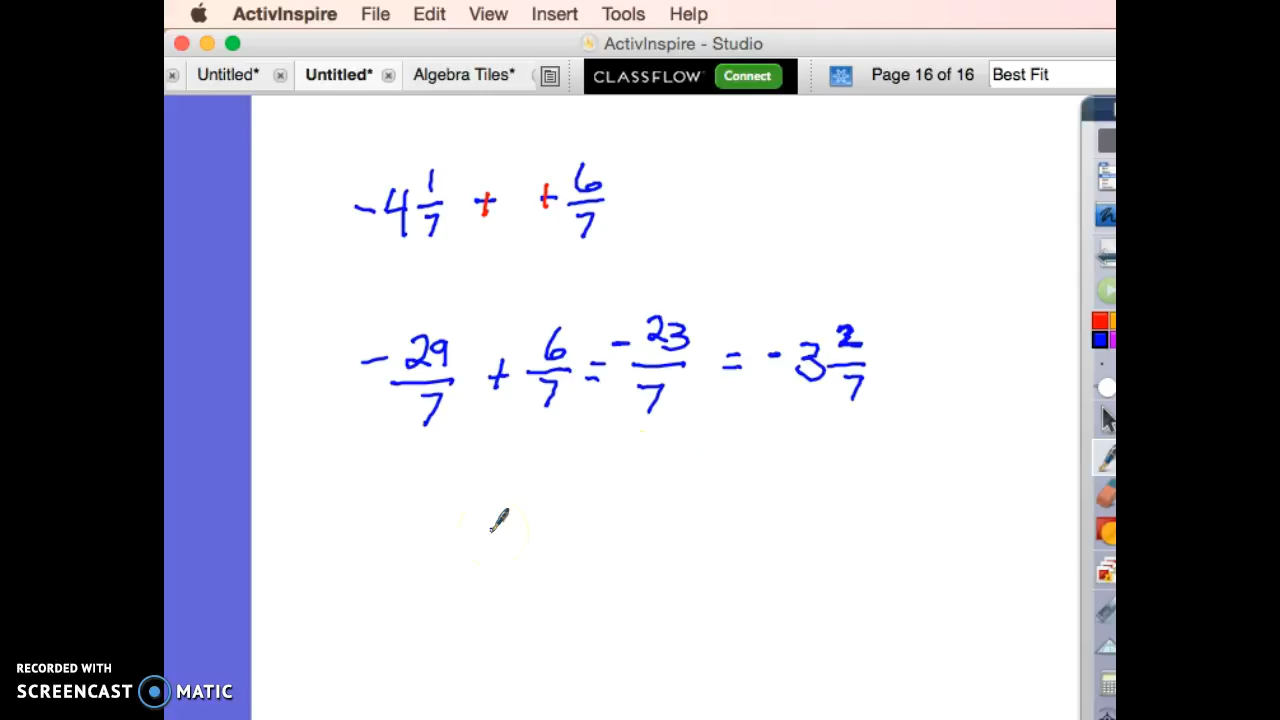 ActivInspire File Edit View Insert Tools Help
ActivInspire - Studio
Untitled* Untitled* Algebra Tiles* CLASSFLOW Connect Page 16 of 16 Best Fit
-4 1/7 + +6/7
-29/7 + 6/7 = -23/7 = -3 2/7
RECORDED WITH
SCREENCAST MATIC